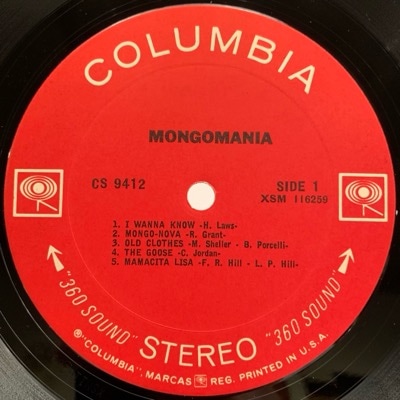 COLUMBIA
MONGOMANIA
CS 9412
SIDE 1
XSM 116259
1. I WANNA KNOW -H. Laws-
2. MONGO-NOVA -R. Grant-
3. OLD CLOTHES -M. Sheller - B. Porcelli-
4. THE GOOSE -C. Jordan-
5. MAMACITA LISA -F. R. Hill - L. P. Hill-
"360 SOUND" STEREO "360 SOUND"
® "COLUMBIA", MARCAS REG. PRINTED IN U.S.A.